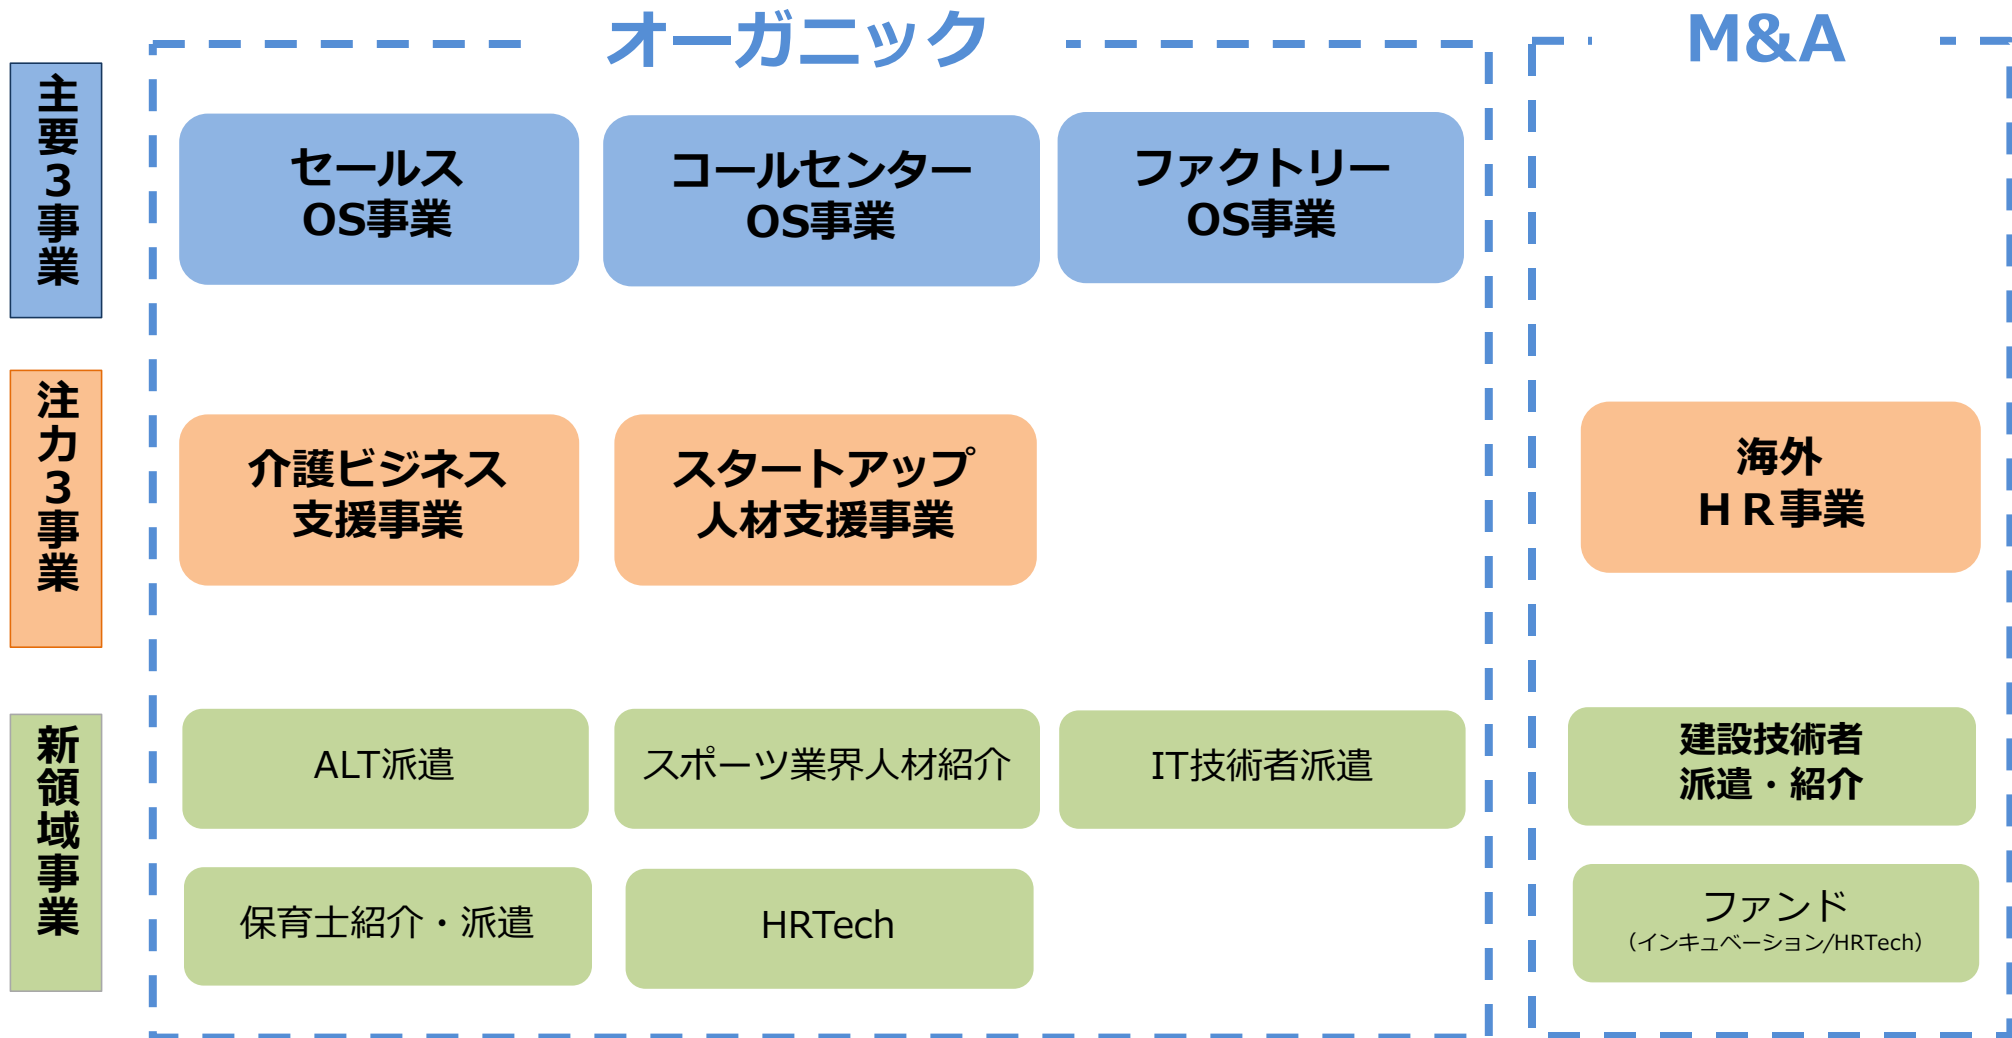 オーガニック
M&A
主要3事業
セールス
OS事業
コールセンター
OS事業
ファクトリー
OS事業
注力3事業
介護ビジネス
支援事業
スタートアップ
人材支援事業
海外
ＨＲ事業
新領域事業
ALT派遣
スポーツ業界人材紹介
IT技術者派遣
建設技術者
派遣・紹介
保育士紹介・派遣
HRTech
ファンド
（インキュベーション/HRTech）